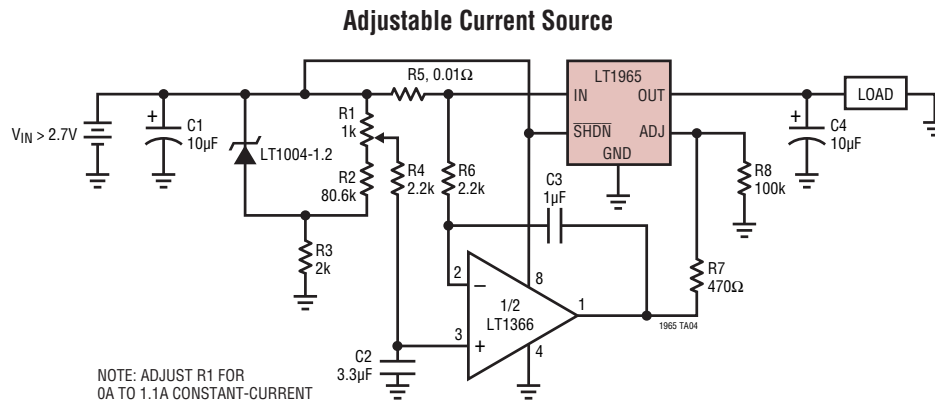 Adjustable Current Source
R5, 0.01Ω
LT1965
IN
OUT
SHDN
ADJ
GND
LOAD
VIN > 2.7V
+
C1
10µF
LT1004-1.2
R1
1k
R2
80.6k
R4
2.2k
R6
2.2k
C3
1µF
R8
100k
+
C4
10µF
R3
2k
R7
470Ω
2
–
8
1/2
LT1366
1
3
+
4
1965 TA04
C2
3.3µF
NOTE: ADJUST R1 FOR
0A TO 1.1A CONSTANT-CURRENT